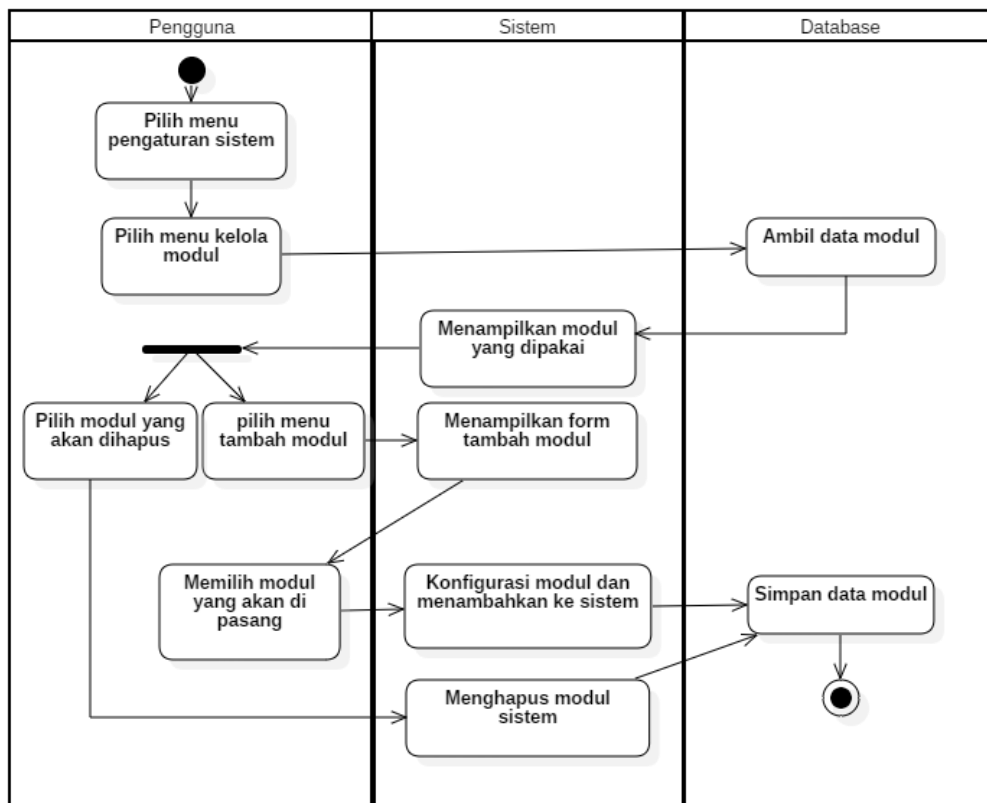 Pengguna
Sistem
Database
Pilih menu
pengaturan sistem
Pilih menu kelola
modul
Ambil data modul
Menampilkan modul
yang dipakai
Pilih modul yang
akan dihapus
pilih menu
tambah modul
Menampilkan form
tambah modul
Memilih modul
yang akan di
pasang
Konfigurasi modul dan
menambahkan ke sistem
Simpan data modul
Menghapus modul
sistem